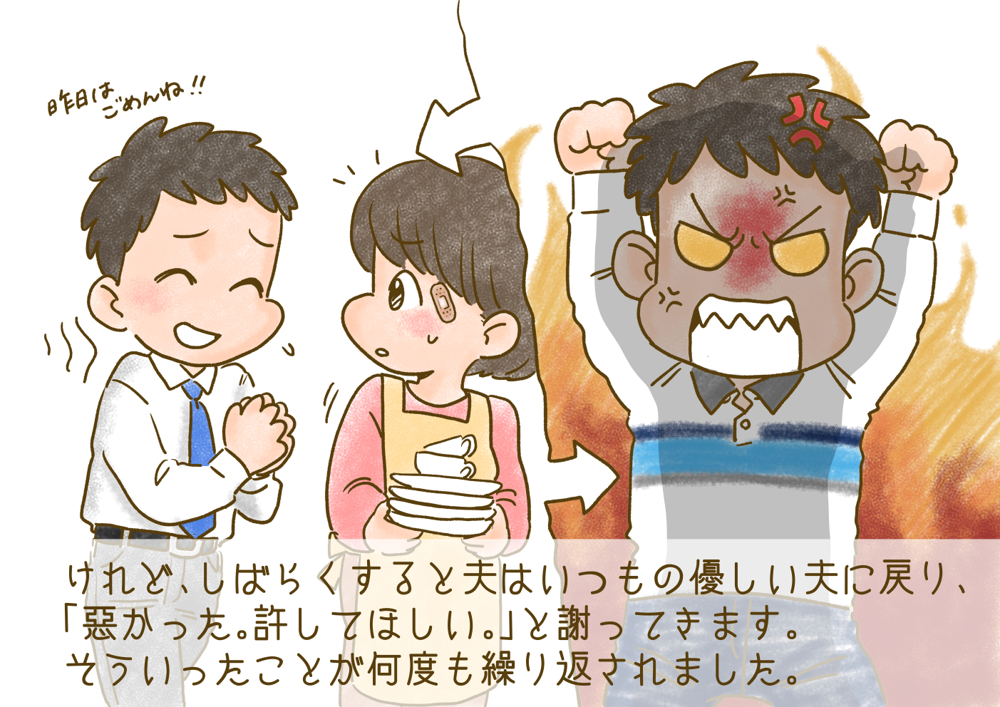 昨日は
ごめんね!!
けれど、しばらくすると夫はいつもの優しい夫に戻り、
「惡かった。許してほしい。」と謝ってきます。
そういったことが何度も繰り返されました。